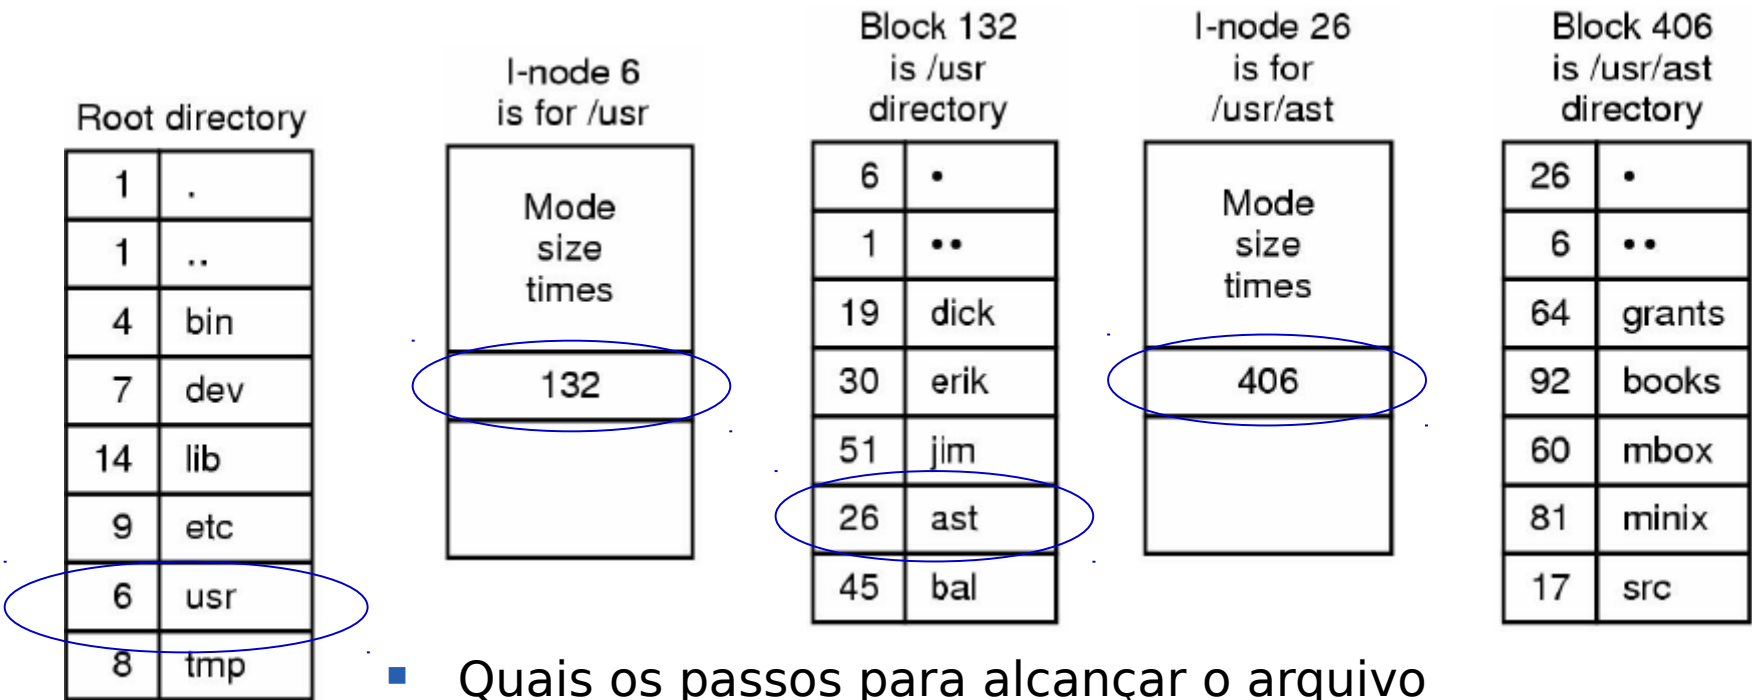 Root directory
1 .
1 ..
4 bin
7 dev
14 lib
9 etc
6 usr
8 tmp
I-node 6
is for /usr
Mode
size
times
132
Block 132
is /usr
directory
6 •
1 ••
19 dick
30 erik
51 jim
26 ast
45 bal
I-node 26
is for
/usr/ast
Mode
size
times
406
Block 406
is /usr/ast
directory
26 •
6 ••
64 grants
92 books
60 mbox
81 minix
17 src
▪ Quais os passos para alcançar o arquivo